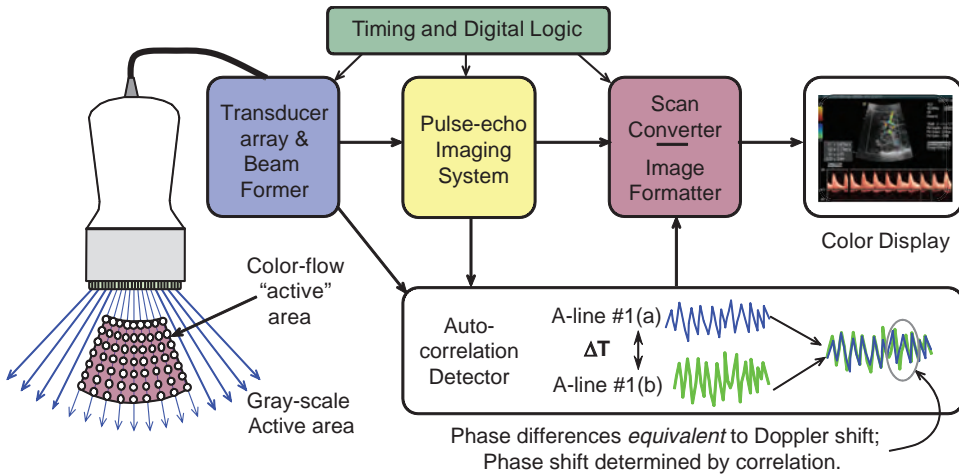 Timing and Digital Logic
Transducer
array &
Beam
Former
Pulse-echo
Imaging
System
Scan
Converter
Image
Formatter
Color Display
Color-flow
“active”
area
Gray-scale
Active area
Auto-
correlation
Detector
A-line #1(a)
ΔT
A-line #1(b)
Phase differences equivalent to Doppler shift;
Phase shift determined by correlation.